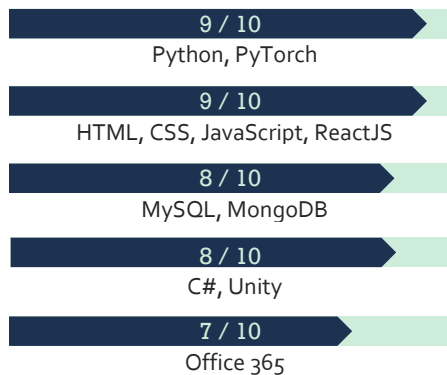 9 / 10
Python, PyTorch
9 / 10
HTML, CSS, JavaScript, ReactJS
8 / 10
MySQL, MongoDB
8 / 10
C#, Unity
7 / 10
Office 365